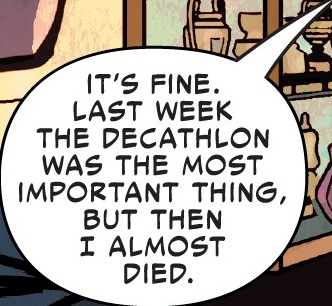 IT'S FINE.
LAST WEEK
THE DECATHLON
WAS THE MOST
IMPORTANT THING,
BUT THEN
I ALMOST
DIED.